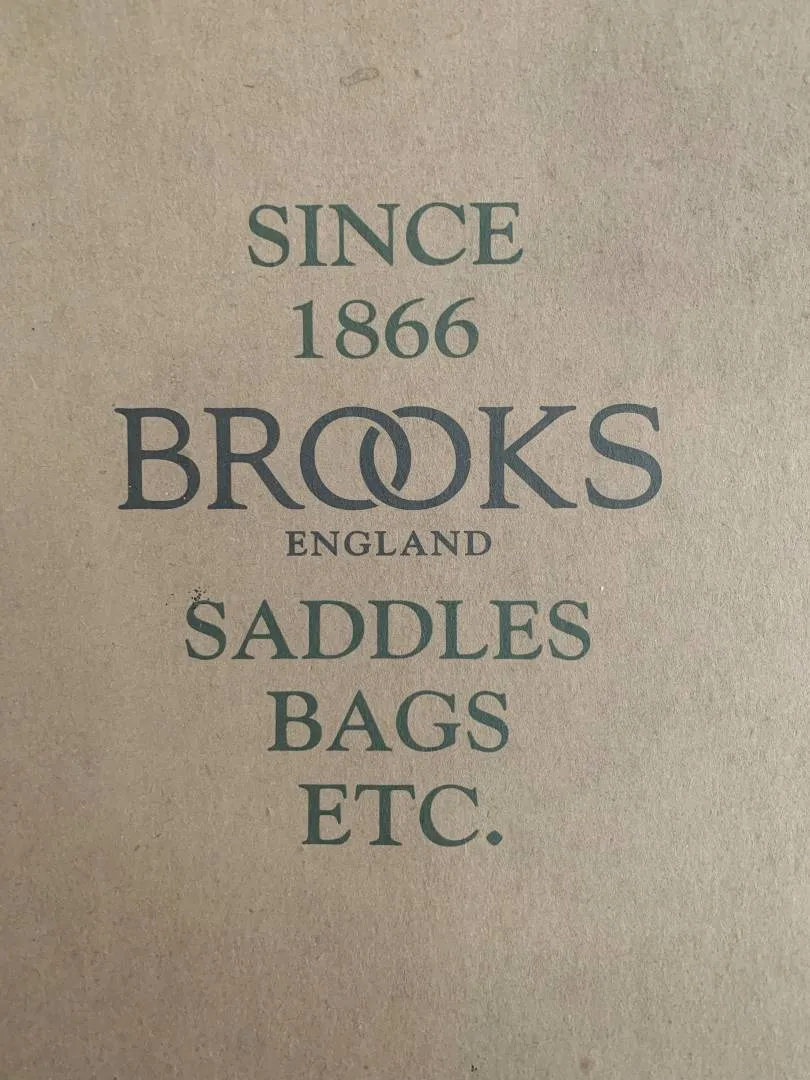 SINCE
1866
BROOKS
ENGLAND
SADDLES
BAGS
ETC.